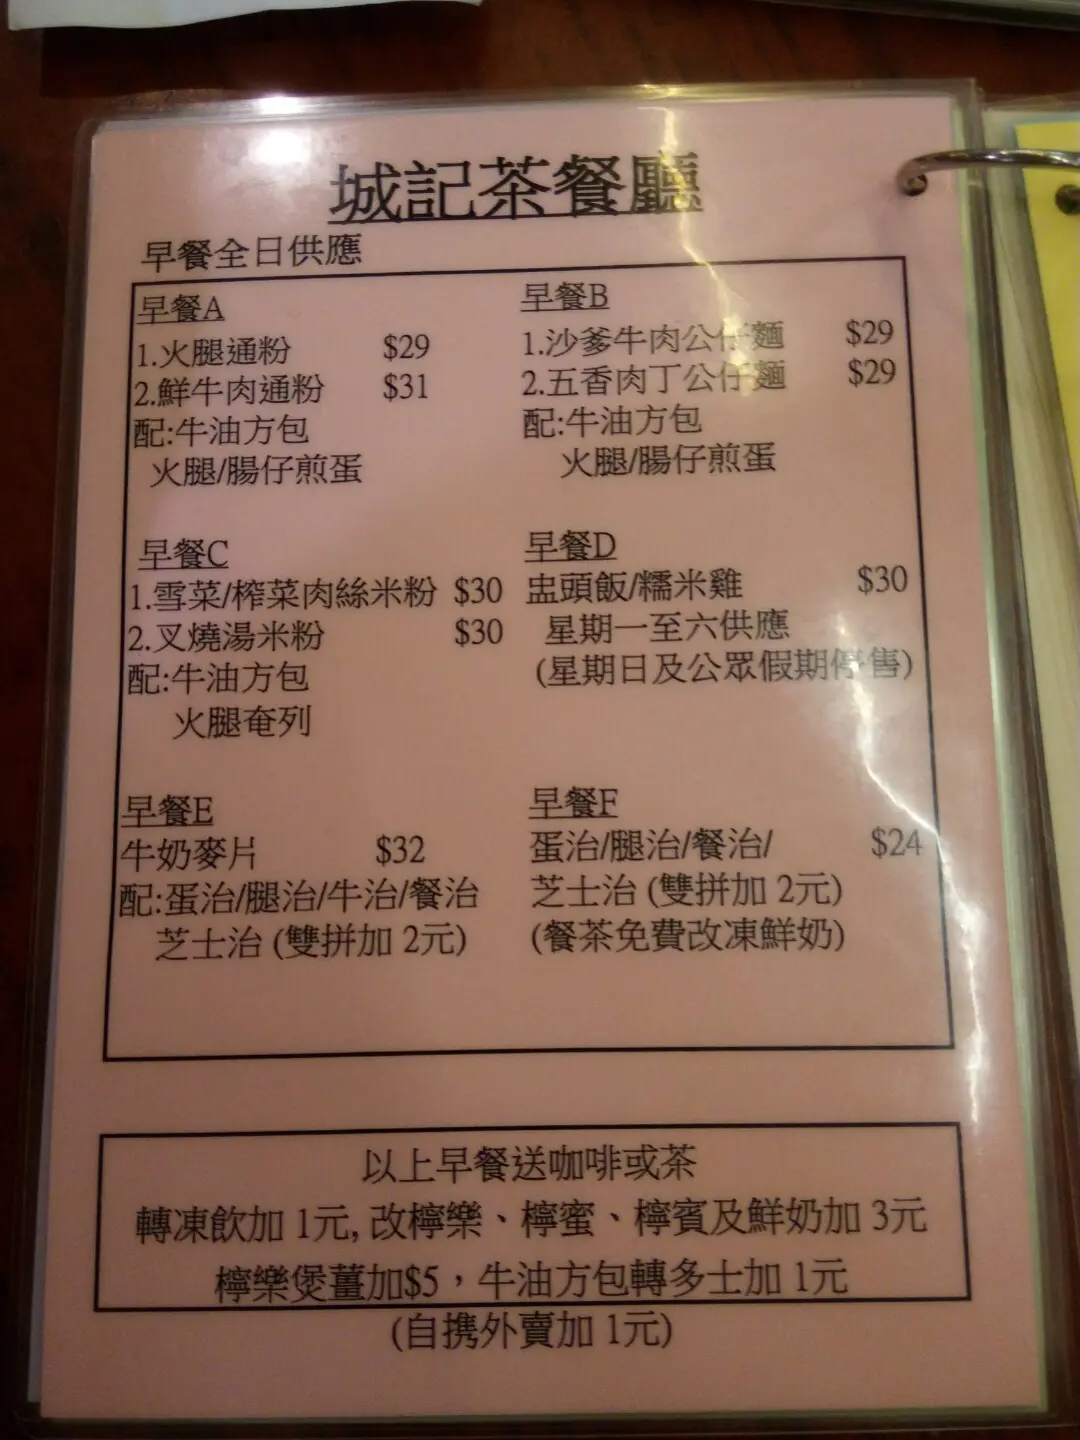 城記茶餐廳
早餐全日供應
早餐A
1.火腿通粉 $29
2.鮮牛肉通粉 $31
配:牛油方包
火腿/腸仔煎蛋
早餐B
1.沙爹牛肉公仔麵 $29
2.五香肉丁公仔麵 $29
配:牛油方包
火腿/腸仔煎蛋
早餐C
1.雪菜/榨菜肉絲米粉 $30
2.叉燒湯米粉 $30
配:牛油方包
火腿奄列
早餐D
盅頭飯/糯米雞 $30
星期一至六供應
(星期日及公眾假期停售)
早餐E
牛奶麥片 $32
配:蛋治/腿治/牛治/餐治
芝士治 (雙拼加 2元)
早餐F
蛋治/腿治/餐治/ $24
芝士治 (雙拼加 2元)
(餐茶免費改凍鮮奶)
以上早餐送咖啡或茶
轉凍飲加 1元, 改檸樂、檸蜜、檸賓及鮮奶加 3元
檸樂煲薑加$5，牛油方包轉多士加 1元
(自携外賣加 1元)